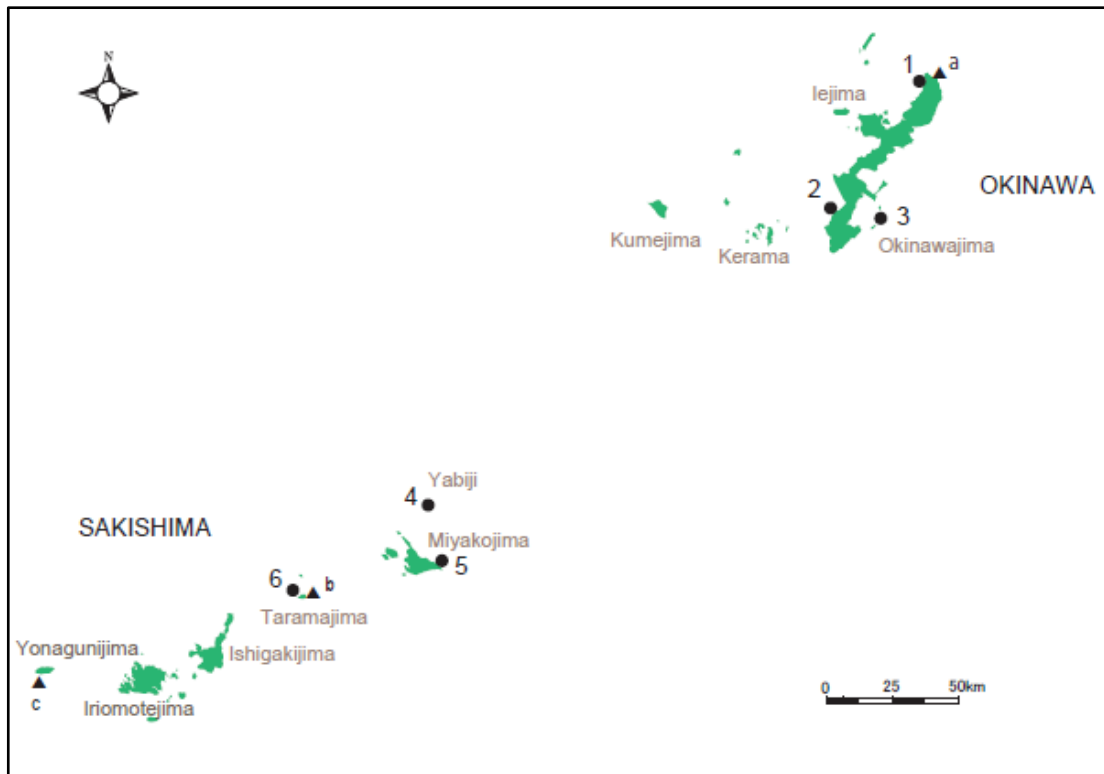 N
1
a
Iejima
OKINAWA
2
3
Kumejima
Kerama
Okinawajima
Yabiji
4
SAKISHIMA
Miyakojima
5
6
b
Taramajima
Yonagunijima
Ishigakijima
c
Iriomotejima
0 25 50km